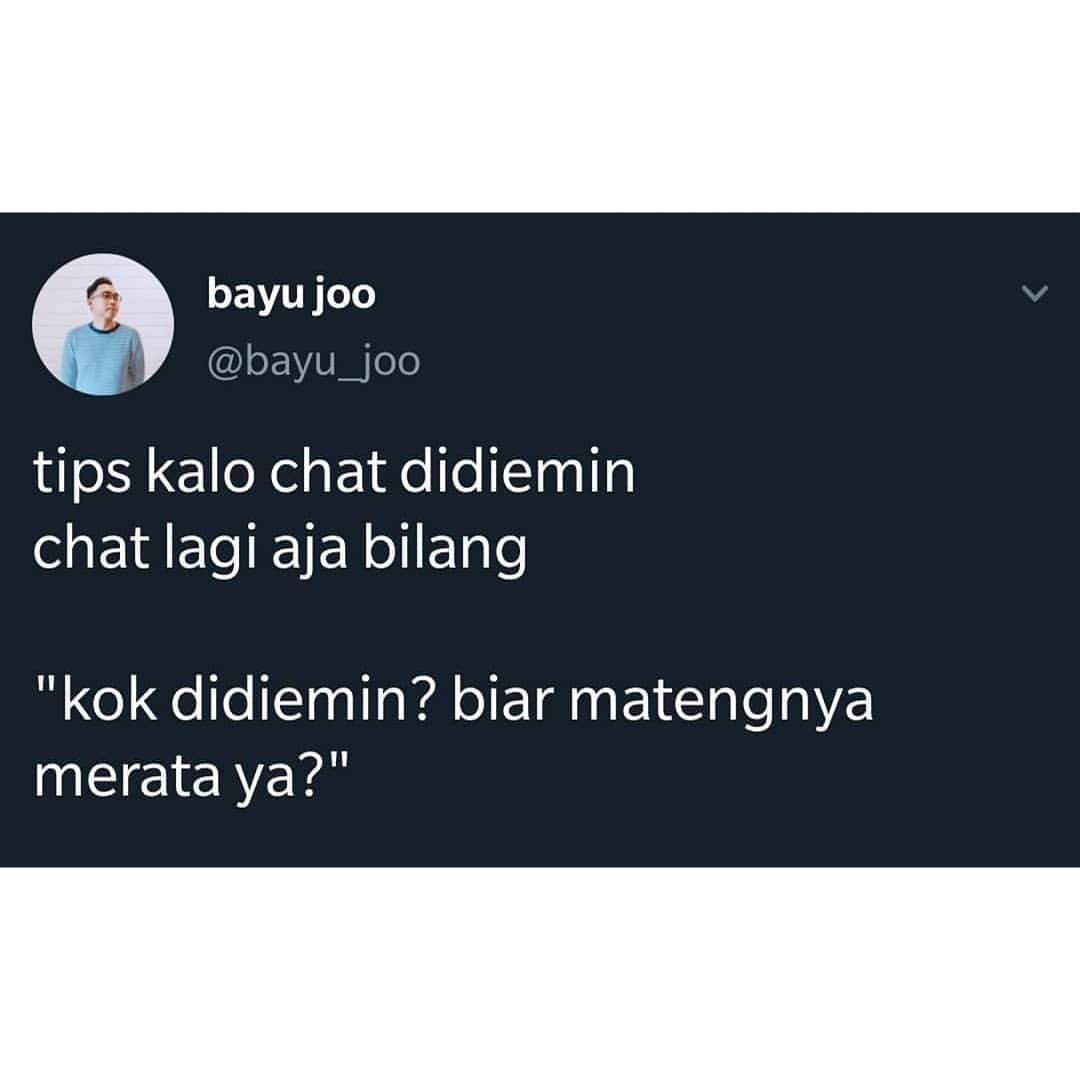 bayu joo
@bayu_joo
tips kalo chat didiemin
chat lagi aja bilang
"kok didiemin? biar matengnya
merata ya?"